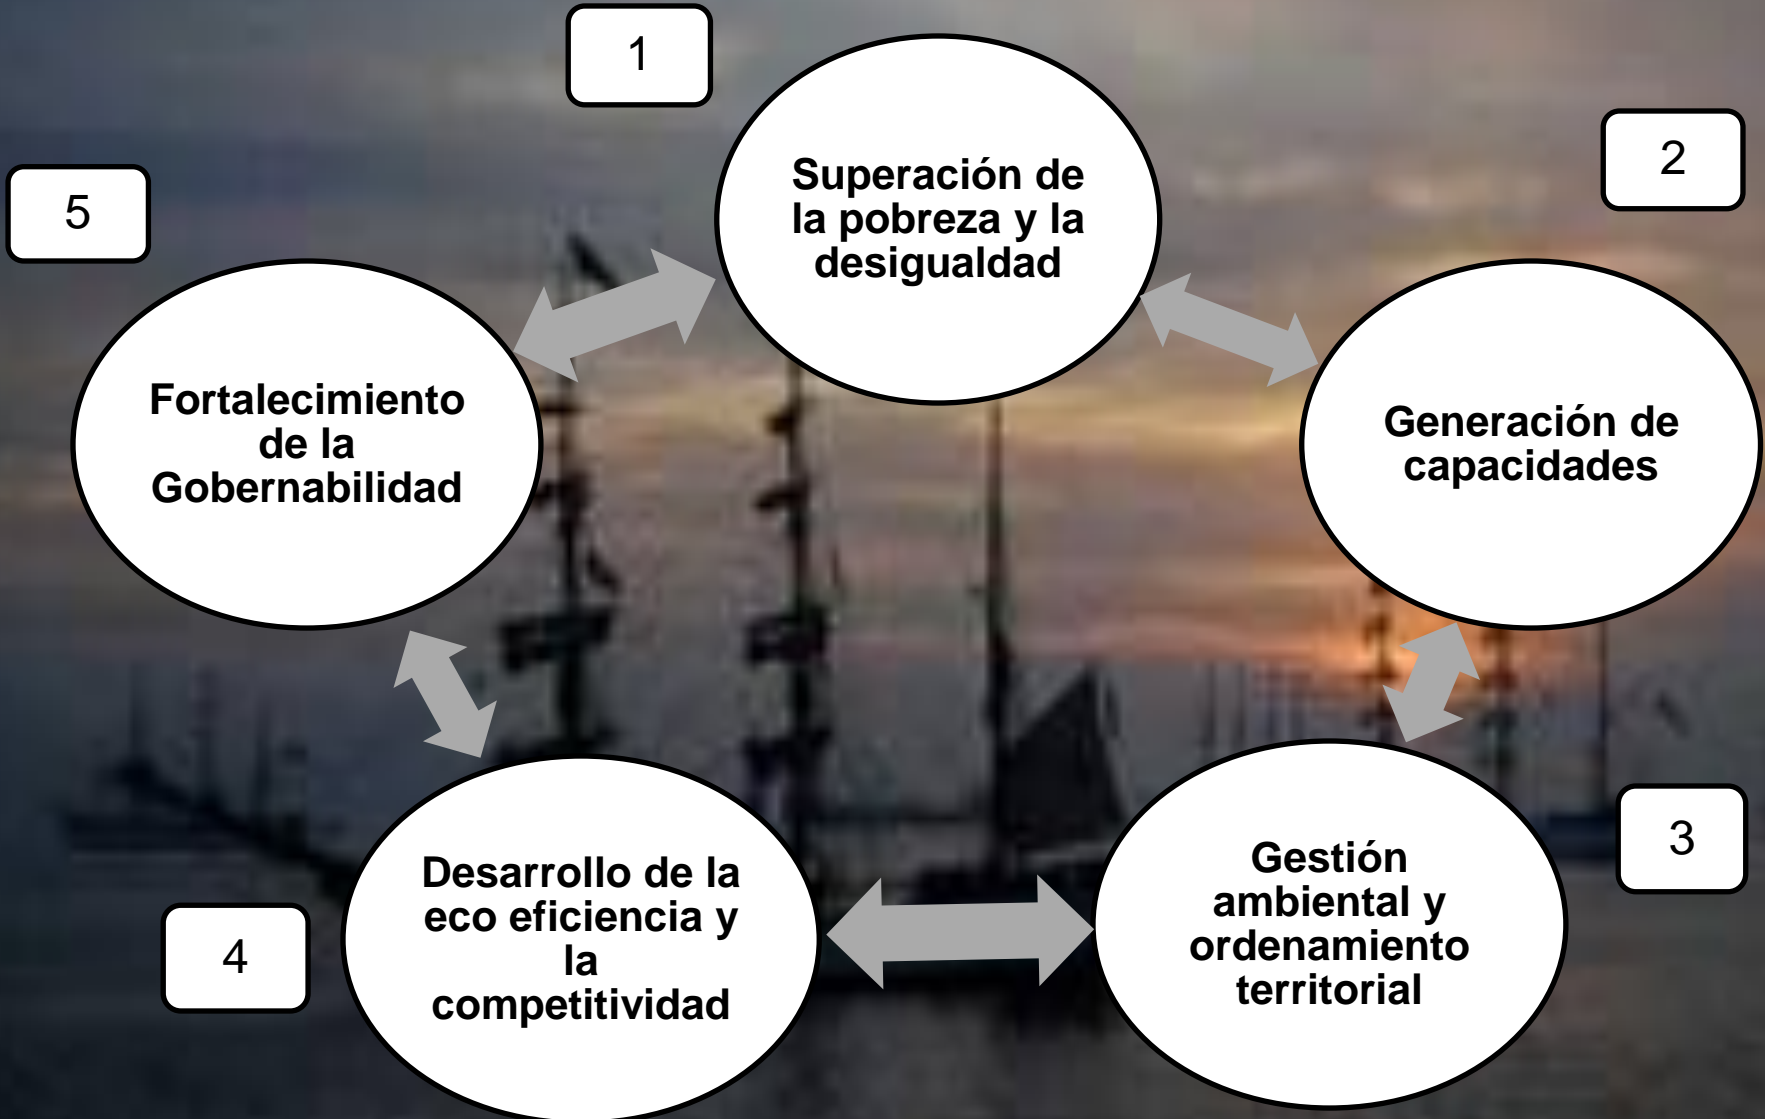 1
Superación de
la pobreza y la
desigualdad
2
Generación de
capacidades
3
Gestión
ambiental y
ordenamiento
territorial
4
Desarrollo de la
eco eficiencia y
la
competitividad
5
Fortalecimiento
de la
Gobernabilidad